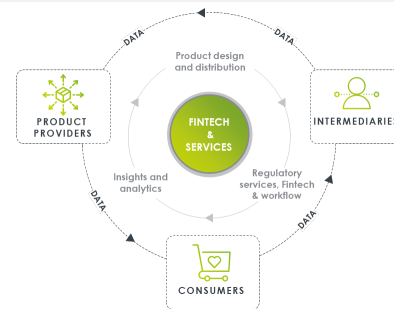 DATA
DATA
Product design
and distribution
PRODUCT
PROVIDERS
FINTECH
&
SERVICES
INTERMEDIARIES
Insights and
analytics
Regulatory
services, Fintech
& workflow
DATA
DATA
CONSUMERS